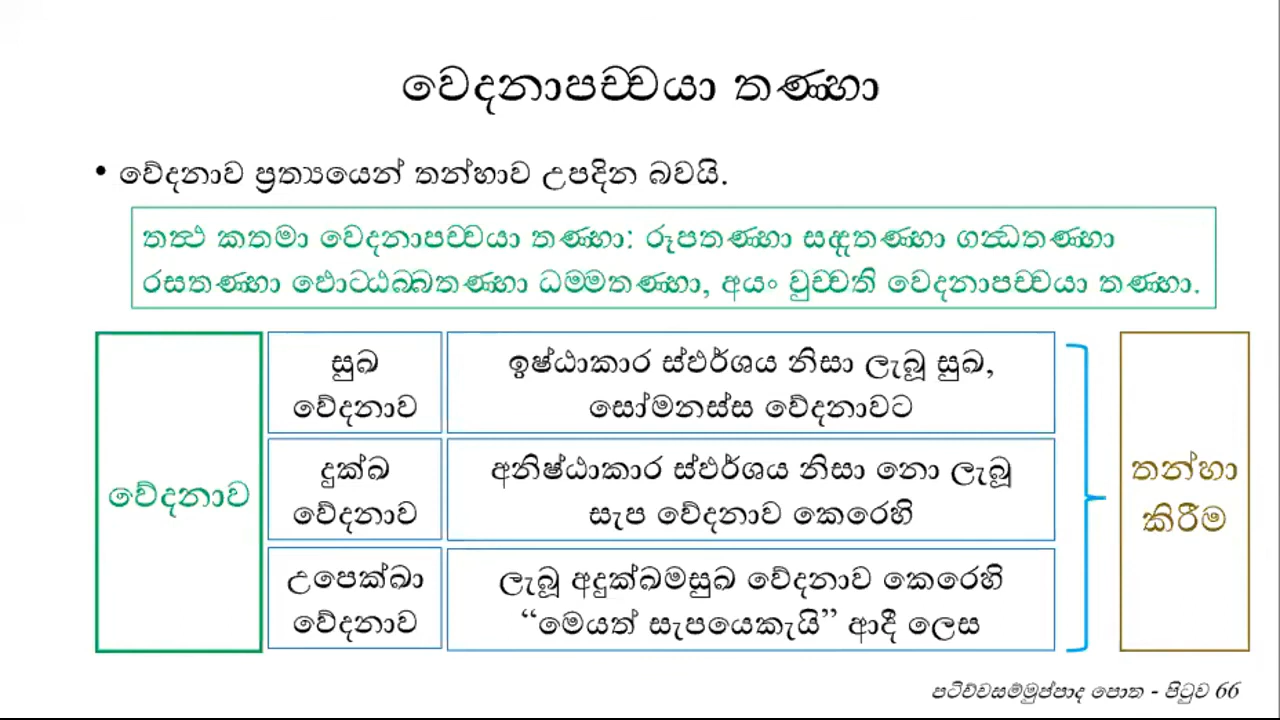 වෙදනාපච්චයා තණ්හා
• වේදනාව ප්‍රත්‍යයෙන් තන්හාව උපදින බවයි.
තත්‍ථ කතමා වෙදනාපච්චයා තණ්හා: රූපතණ්හා සද්දතණ්හා ගන්‍ධතණ්හා
රසතණ්හා ඵොට්ඨබ්බතණ්හා ධම්මතණ්හා, අයං වුච්චති වෙදනාපච්චයා තණ්හා.
වේදනාව
සුඛ
වේදනාව
ඉෂ්ඨාකාර ස්ඵර්ශය නිසා ලැබූ සුඛ,
සෝමනස්ස වේදනාවට
දුක්ඛ
වේදනාව
අනිෂ්ඨාකාර ස්ඵර්ශය නිසා නො ලැබූ
සැප වේදනාව කෙරෙහි
උපෙක්ඛා
වේදනාව
ලැබූ අදුක්ඛමසුඛ වේදනාව කෙරෙහි
“මෙයත් සැපයෙකැයි” ආදී ලෙස
තන්හා
කිරීම
පටිච්චසම්මුප්පාද පොත - පිටුව 66